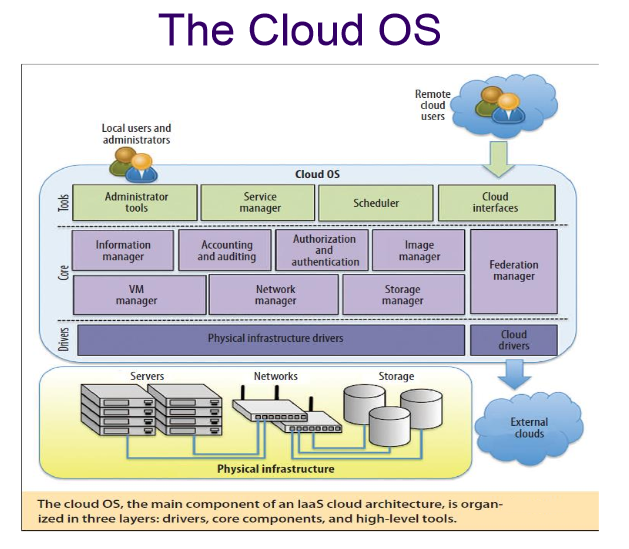 The Cloud OS
Remote
cloud
users
Local users and
administrators
Cloud OS
Tools
Administrator
tools
Service
manager
Scheduler
Cloud
interfaces
Core
Information
manager
Accounting
and auditing
Authorization
and
authentication
Image
manager
Federation
manager
VM
manager
Network
manager
Storage
manager
Drivers
Physical infrastructure drivers
Cloud
drivers
Servers
Networks
Storage
Physical infrastructure
External
clouds
The cloud OS, the main component of an IaaS cloud architecture, is organ-
ized in three layers: drivers, core components, and high-level tools.